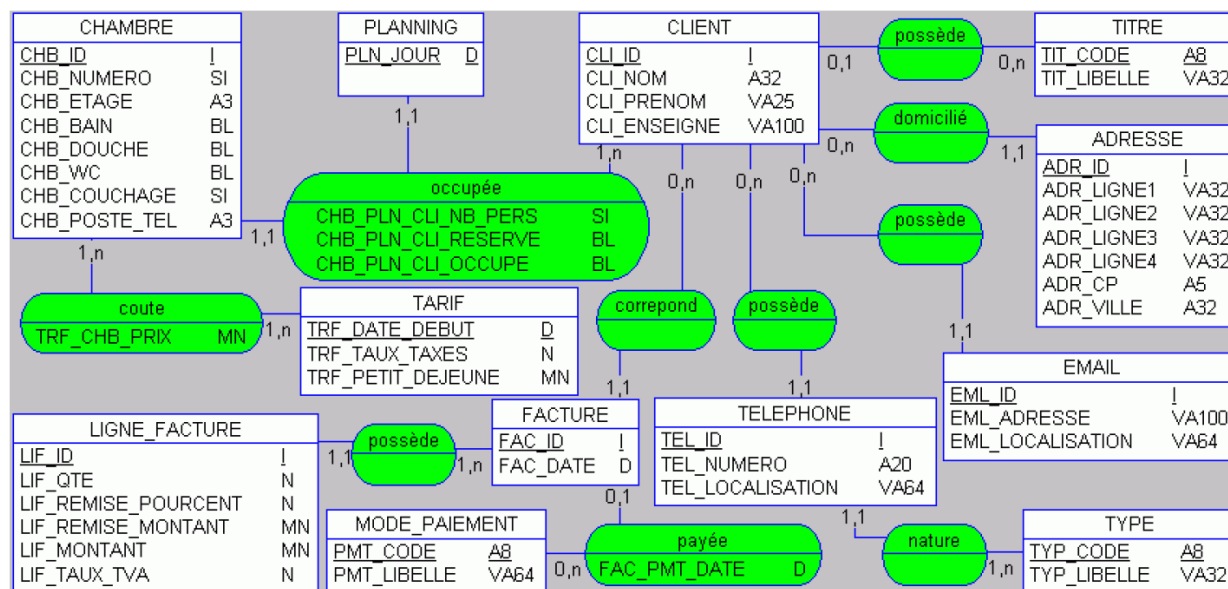 CHAMBRE
CHB_ID I
CHB_NUMERO SI
CHB_ETAGE A3
CHB_BAIN BL
CHB_DOUCHE BL
CHB_WC BL
CHB_COUCHAGE SI
CHB_POSTE_TEL A3
PLANNING
PLN_JOUR D
CLIENT
CLI_ID I
CLI_NOM A32
CLI_PRENOM VA25
CLI_ENSEIGNE VA100
possède
0,1
0,n
TITRE
TIT_CODE A8
TIT_LIBELLE VA32
domicilié
0,n
1,1
ADRESSE
ADR_ID I
ADR_LIGNE1 VA32
ADR_LIGNE2 VA32
ADR_LIGNE3 VA32
ADR_LIGNE4 VA32
ADR_CP A5
ADR_VILLE A32
1,1
1,n
1,1
occupée
CHB_PLN_CLI_NB_PERS SI
CHB_PLN_CLI_RESERVE BL
CHB_PLN_CLI_OCCUPE BL
0,n
0,n
0,n
possède
1,1
1,n
coute
TRF_CHB_PRIX MN
1,n
TARIF
TRF_DATE_DEBUT D
TRF_TAUX_TAXES N
TRF_PETIT_DEJEUNE MN
correpond
1,1
possède
1,1
EMAIL
EML_ID I
EML_ADRESSE VA100
EML_LOCALISATION VA64
LIGNE_FACTURE
LIF_ID I
LIF_QTE N
LIF_REMISE_POURCENT N
LIF_REMISE_MONTANT MN
LIF_MONTANT MN
LIF_TAUX_TVA N
1,1
possède
1,n
FACTURE
FAC_ID I
FAC_DATE D
0,1
TELEPHONE
TEL_ID I
TEL_NUMERO A20
TEL_LOCALISATION VA64
1,1
MODE_PAIEMENT
PMT_CODE A8
PMT_LIBELLE VA64
0,n
payée
FAC_PMT_DATE D
nature
1,n
TYPE
TYP_CODE A8
TYP_LIBELLE VA32